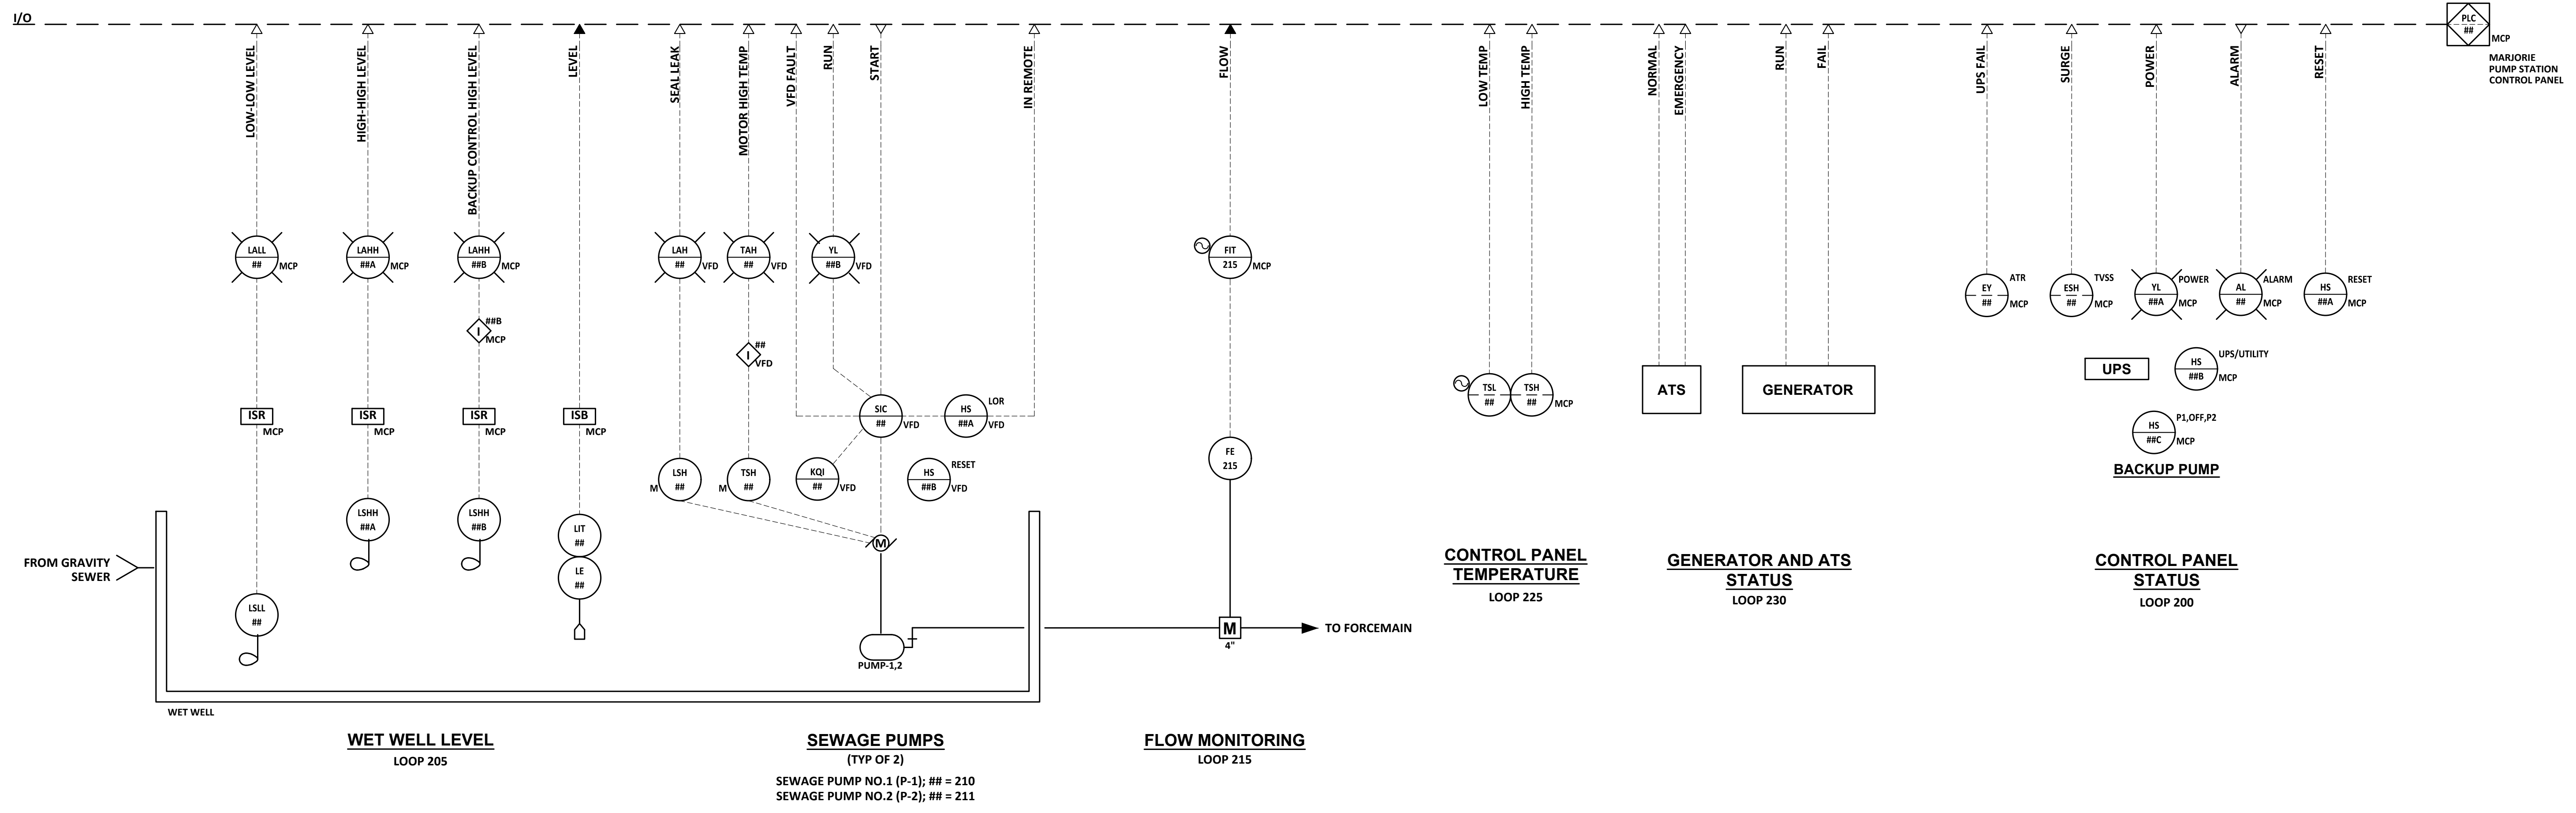 I/O
PLC
##
MCP
MARJORIE
PUMP STATION
CONTROL PANEL
LOW-LOW LEVEL
HIGH-HIGH LEVEL
BACKUP CONTROL HIGH LEVEL
LEVEL
SEAL LEAK
MOTOR HIGH TEMP
VFD FAULT
RUN
START
IN REMOTE
FLOW
LOW TEMP
HIGH TEMP
NORMAL
EMERGENCY
RUN
FAIL
UPS FAIL
SURGE
POWER
ALARM
RESET
LALL
##
MCP
LAHH
##A
MCP
LAHH
##B
MCP
LAH
##
VFD
TAH
##
VFD
YL
##B
VFD
FIT
215
MCP
EY
##
ATR
MCP
ESH
##
TVSS
MCP
YL
##A
POWER
MCP
AL
##
ALARM
MCP
HS
##A
RESET
MCP
I
##B
MCP
I
##
VFD
UPS
HS
##B
UPS/UTILITY
MCP
TSL
##
TSH
##
MCP
ATS
GENERATOR
ISR
MCP
ISR
MCP
ISR
MCP
ISB
MCP
SIC
##
VFD
HS
##A
LOR
VFD
HS
##C
P1,OFF,P2
MCP
BACKUP PUMP
LSH
##
M
TSH
##
M
KQI
##
VFD
HS
##B
RESET
VFD
FE
215
LSHH
##A
LSHH
##B
LIT
##
LE
##
M
FROM GRAVITY
SEWER
LSLL
##
PUMP-1,2
M
4"
TO FORCEMAIN
CONTROL PANEL
TEMPERATURE
LOOP 225
GENERATOR AND ATS
STATUS
LOOP 230
CONTROL PANEL
STATUS
LOOP 200
WET WELL
WET WELL LEVEL
LOOP 205
SEWAGE PUMPS
(TYP OF 2)
SEWAGE PUMP NO.1 (P-1); ## = 210
SEWAGE PUMP NO.2 (P-2); ## = 211
FLOW MONITORING
LOOP 215